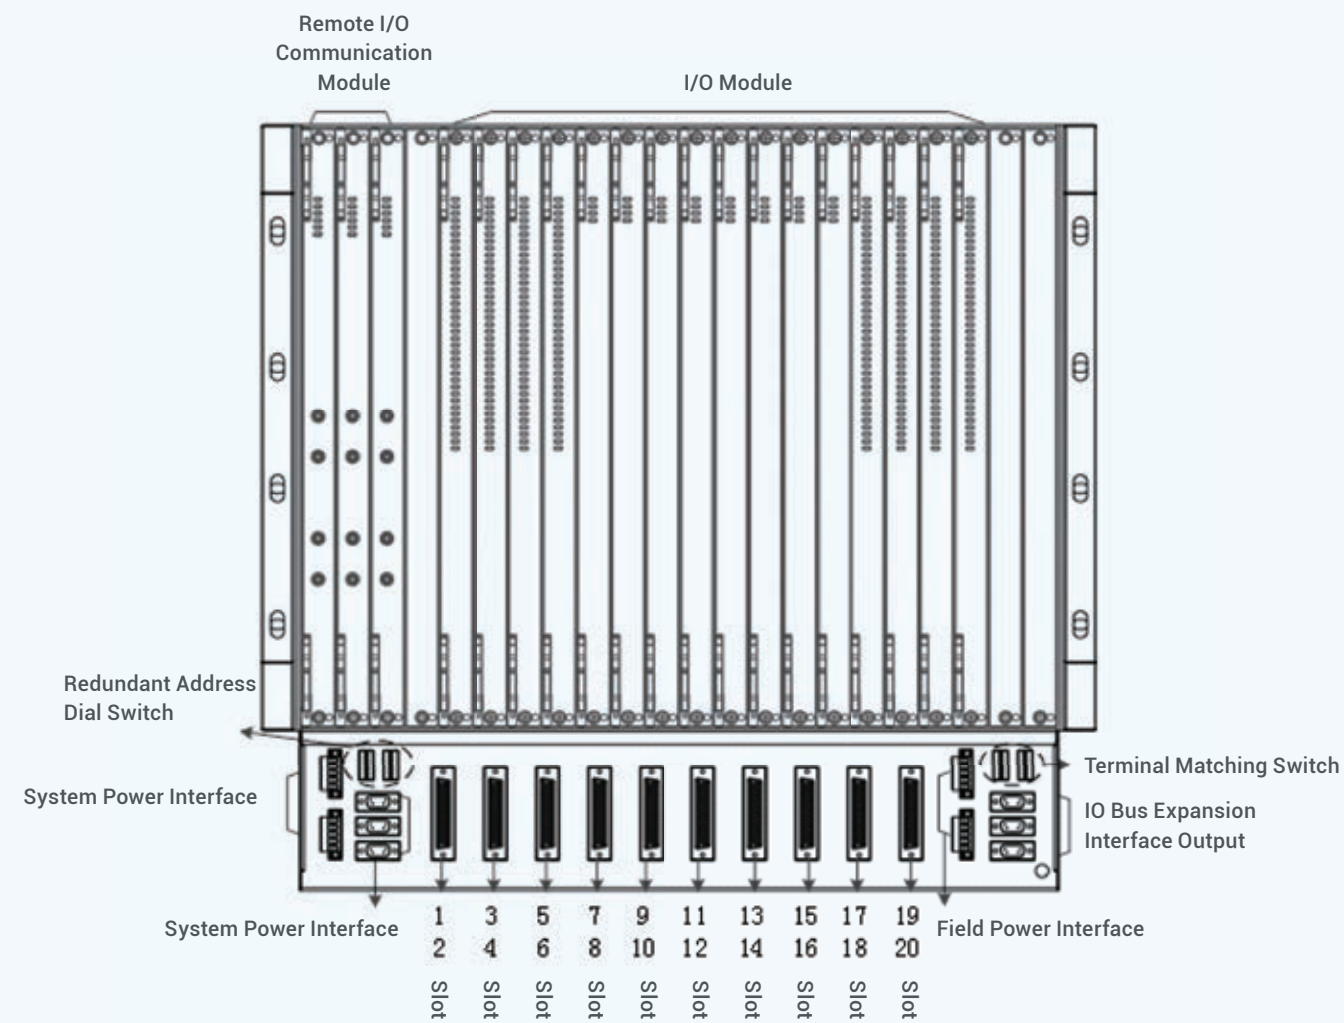 Remote I/O
Communication
Module
I/O Module
Redundant Address
Dial Switch
System Power Interface
Terminal Matching Switch
IO Bus Expansion
Interface Output
System Power Interface
Field Power Interface
1 3 5 7 9 11 13 15 17 19
2 4 6 8 10 12 14 16 18 20
Slot Slot Slot Slot Slot Slot Slot Slot Slot Slot